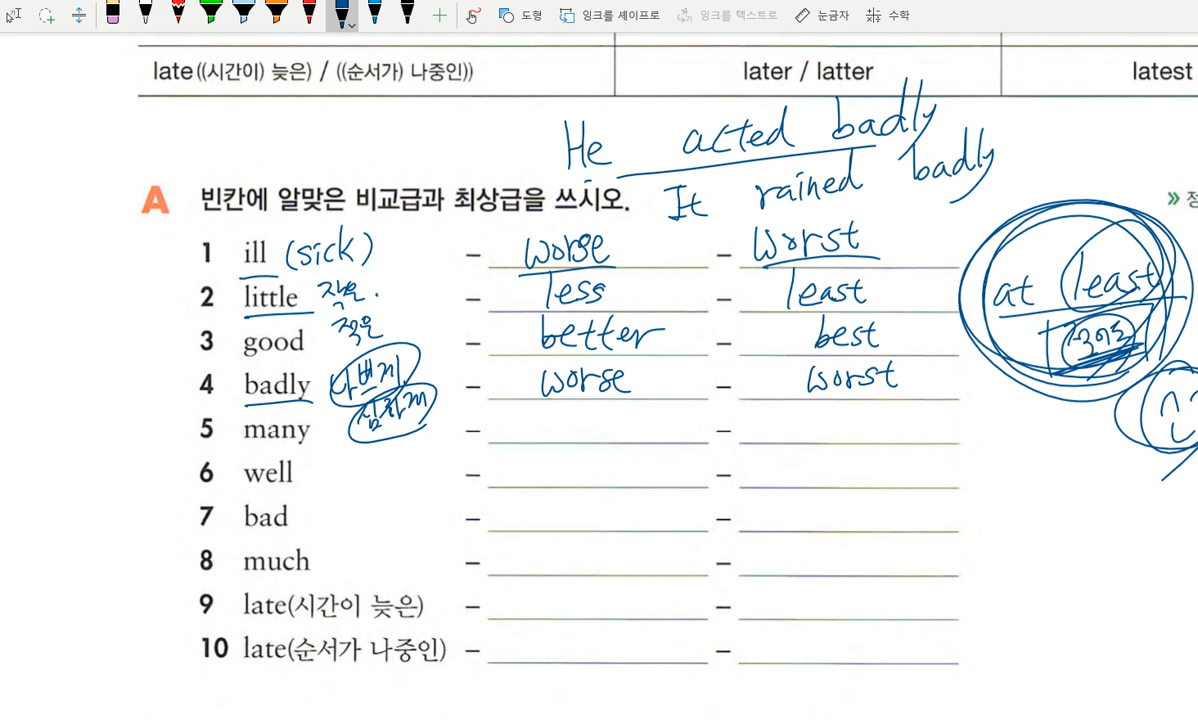 도형 잉크를 셰이프로 잉크를 텍스트로 눈금자 수학
late((시간이) 늦은) / ((순서가) 나중인)) later / latter latest
He acted badly
It rained badly
A 빈칸에 알맞은 비교급과 최상급을 쓰시오. » 정
1 ill (sick) – worse – worst
2 little 작은. – less – least
적은
at least
3 good – better – best
4 badly 나쁘게 – worse – worst
심하게
5 many – –
6 well – –
7 bad – –
8 much – –
9 late(시간이 늦은) – –
10 late(순서가 나중인) – –